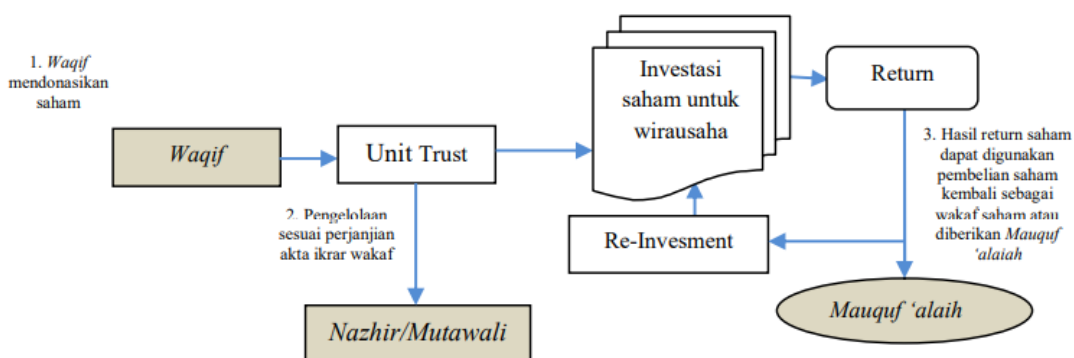 1. Waqif
mendonasikan
saham
Waqif
Unit Trust
2. Pengelolaan
sesuai perjanjian
akta ikrar wakaf
Nazhir/Mutawali
Investasi
saham untuk
wirausaha
Return
Re-Invesment
3. Hasil return saham
dapat digunakan
pembelian saham
kembali sebagai
wakaf saham atau
diberikan Mauquf
'alaiah
Mauquf 'alaih